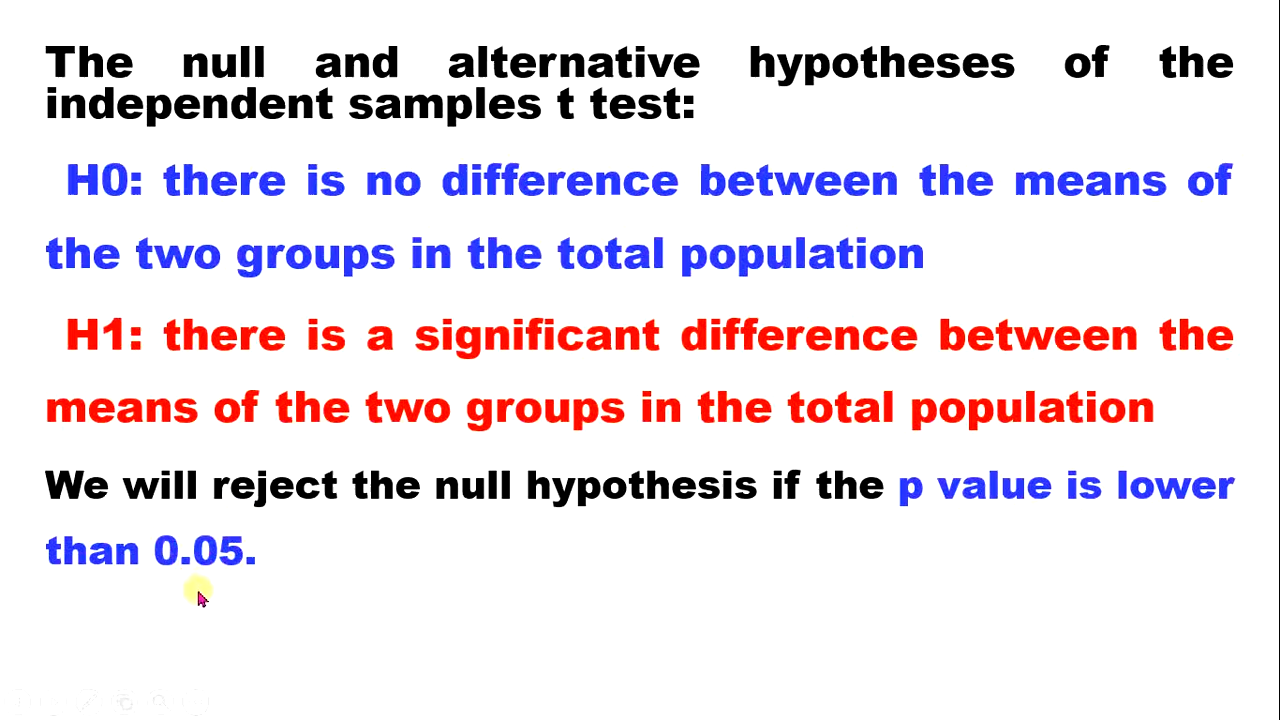 The null and alternative hypotheses of the
independent samples t test:
H0: there is no difference between the means of
the two groups in the total population
H1: there is a significant difference between the
means of the two groups in the total population
We will reject the null hypothesis if the p value is lower
than 0.05.